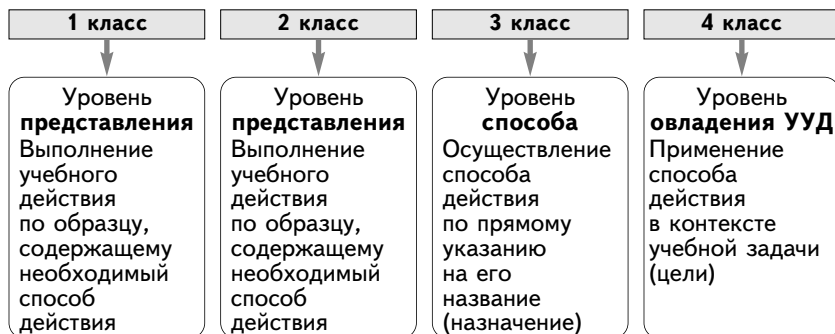 1 класс
2 класс
3 класс
4 класс
Уровень
представления
Выполнение
учебного
действия
по образцу,
содержащему
необходимый
способ
действия
Уровень
представления
Выполнение
учебного
действия
по образцу,
содержащему
необходимый
способ
действия
Уровень
способа
Осуществление
способа
действия
по прямому
указанию
на его
название
(назначение)
Уровень
овладения УУД
Применение
способа
действия
в контексте
учебной задачи
(цели)